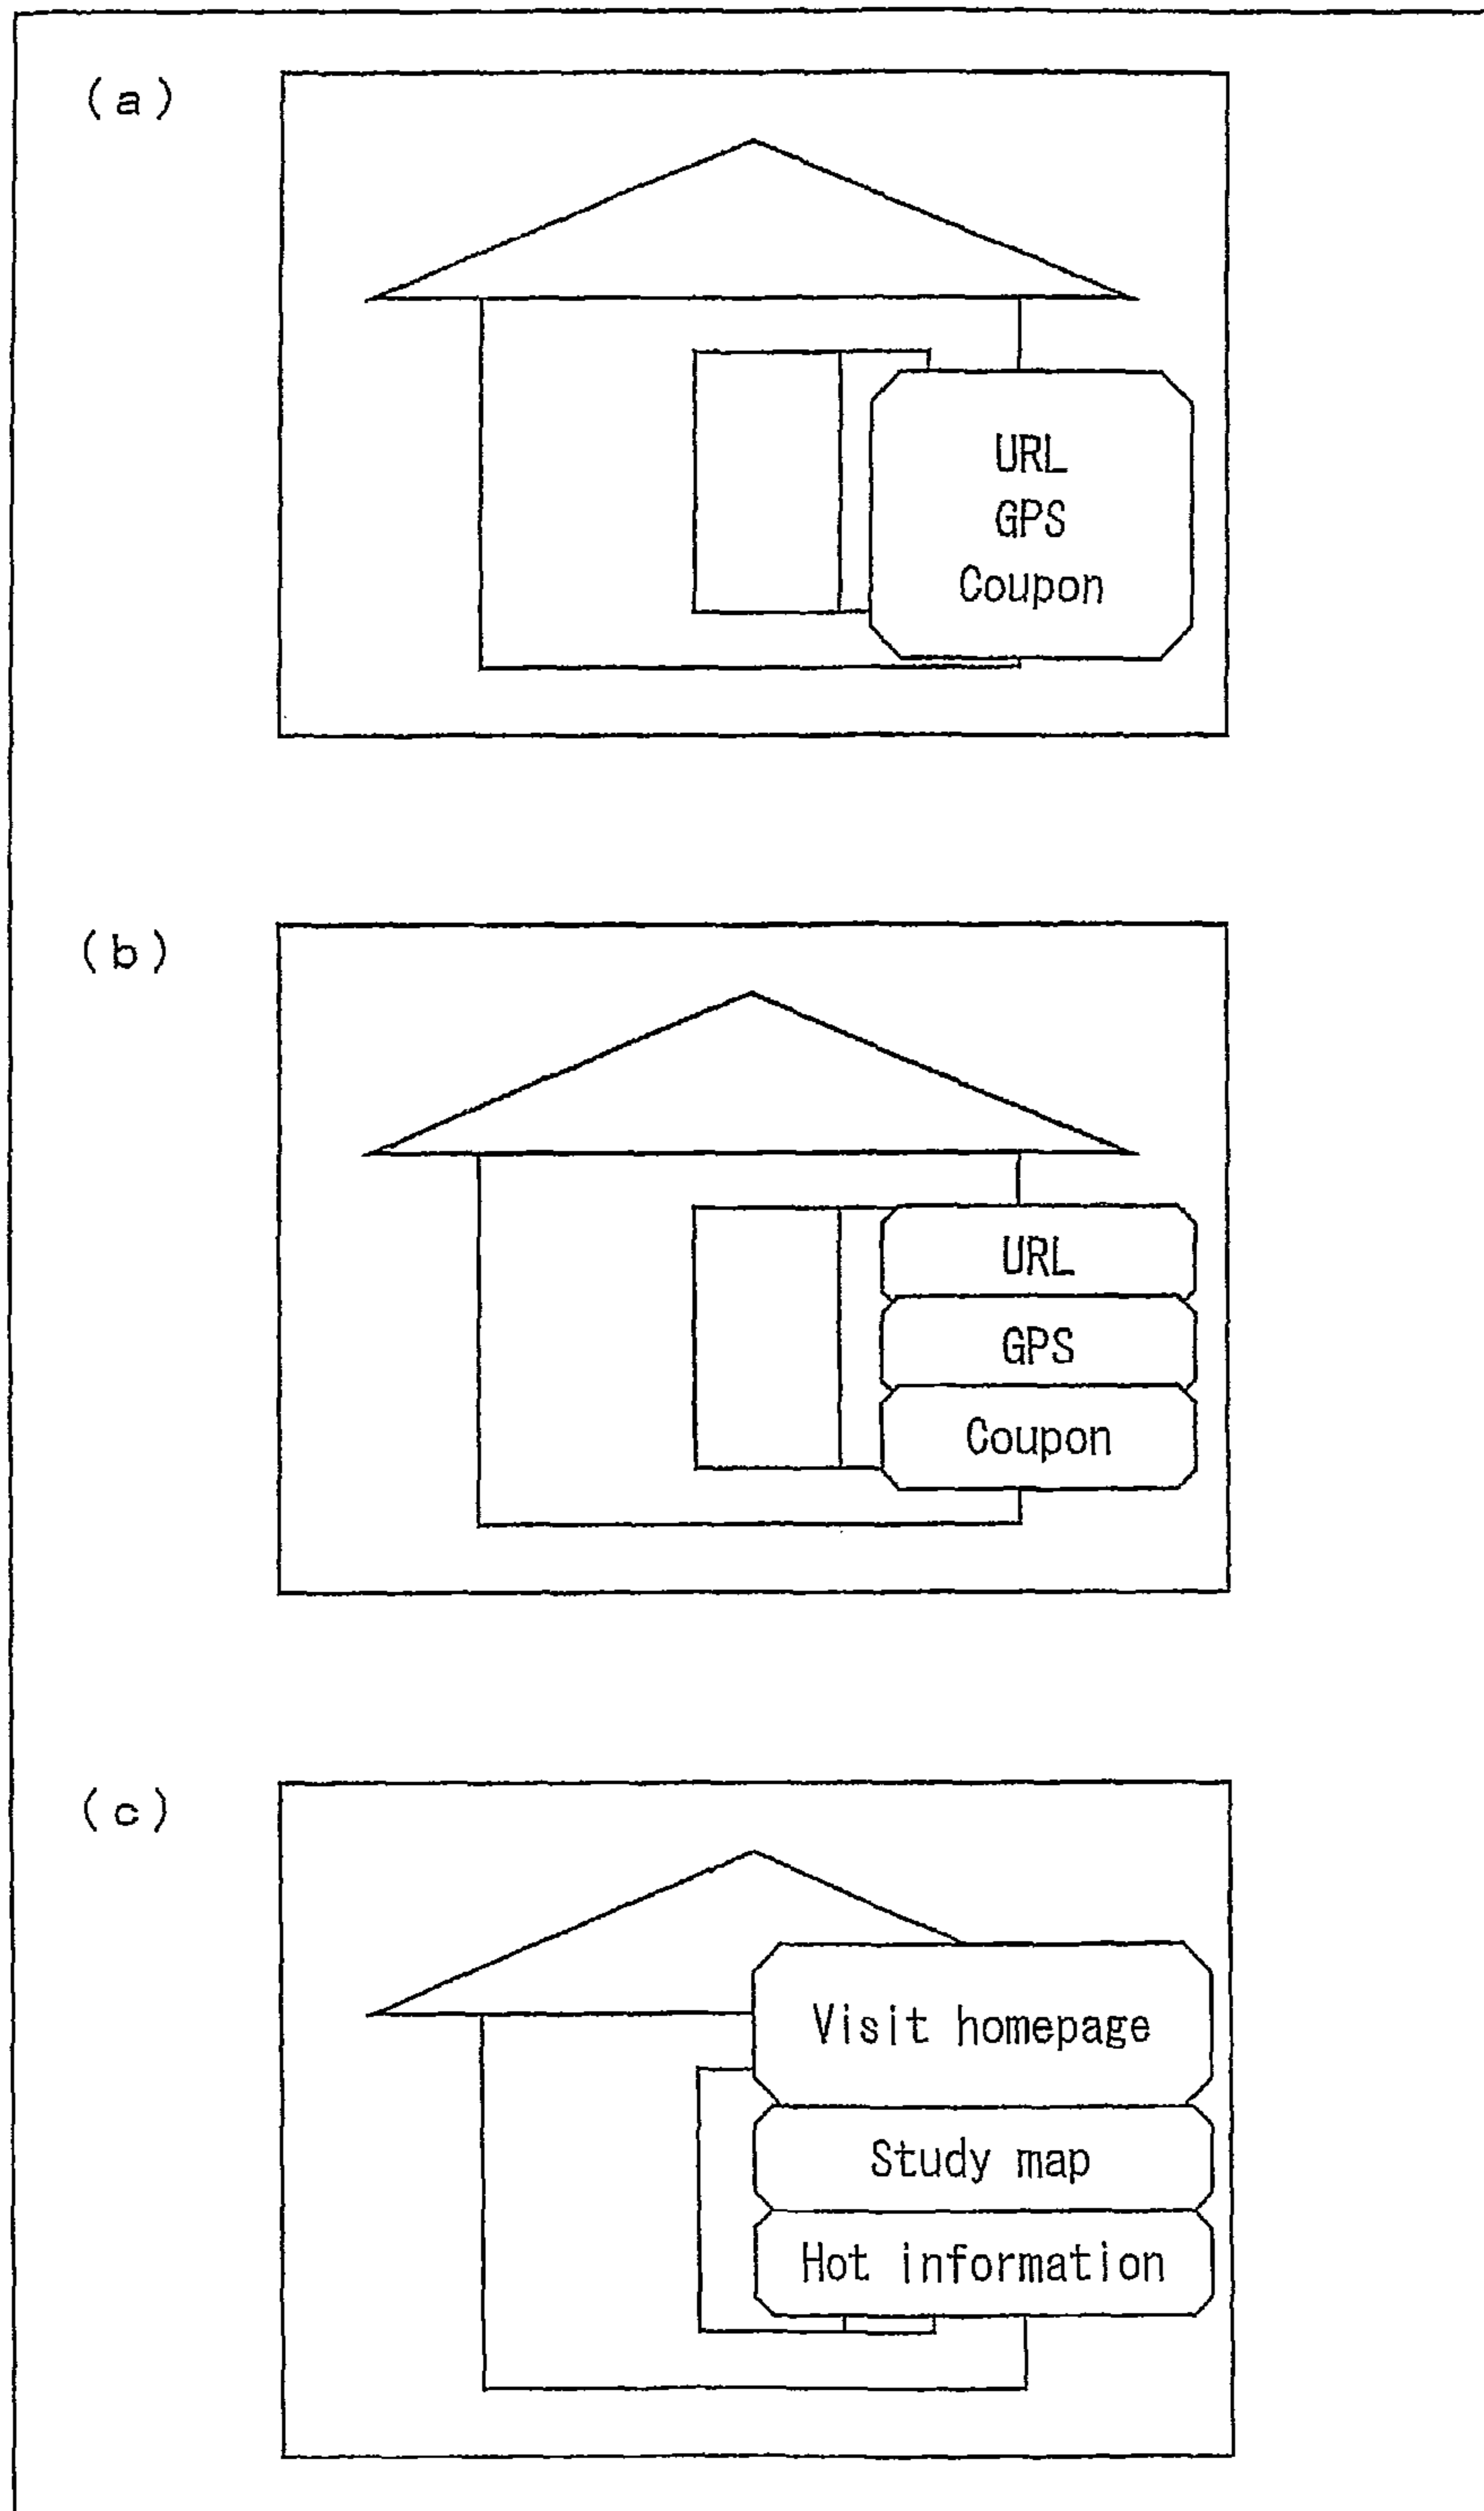 (a)
URL
GPS
Coupon
(b)
URL
GPS
Coupon
(c)
Visit homepage
Study map
Hot information